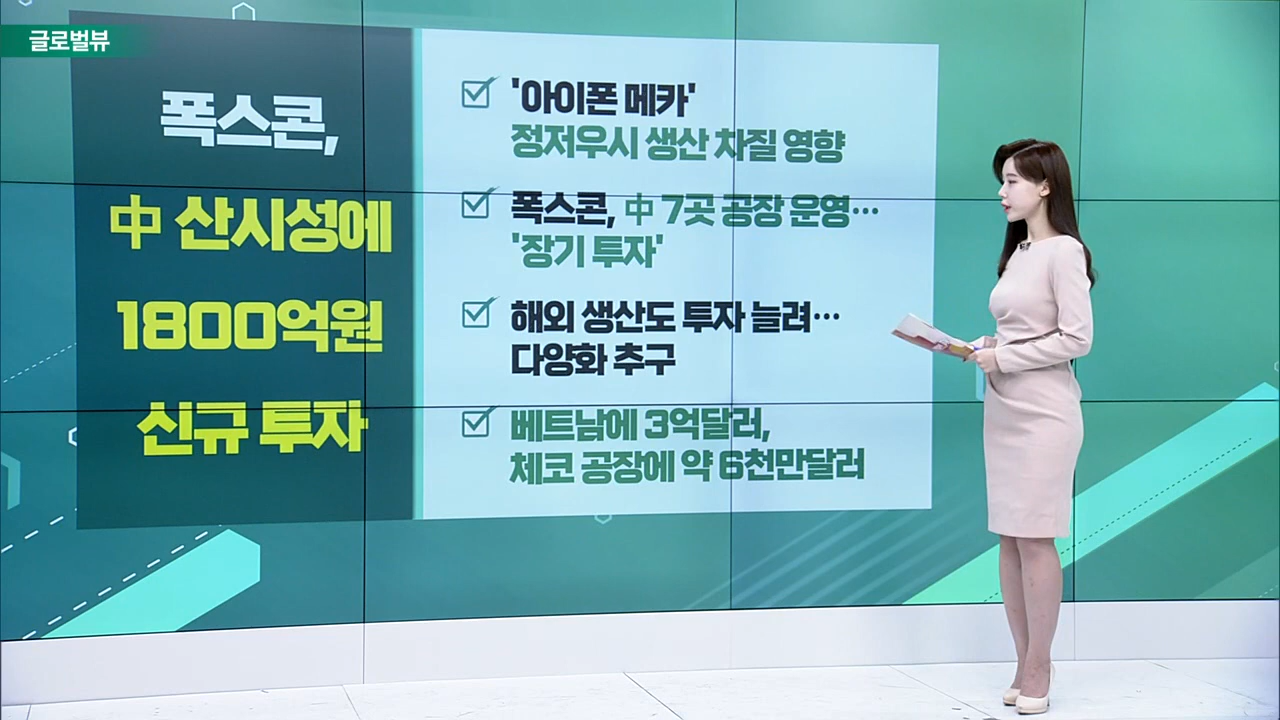 글로벌뷰
폭스콘,
中 산시성에
1800억원
신규 투자
'아이폰 메카'
정저우시 생산 차질 영향
폭스콘, 中 7곳 공장 운영…
'장기 투자'
해외 생산도 투자 늘려…
다양화 추구
베트남에 3억달러,
체코 공장에 약 6천만달러